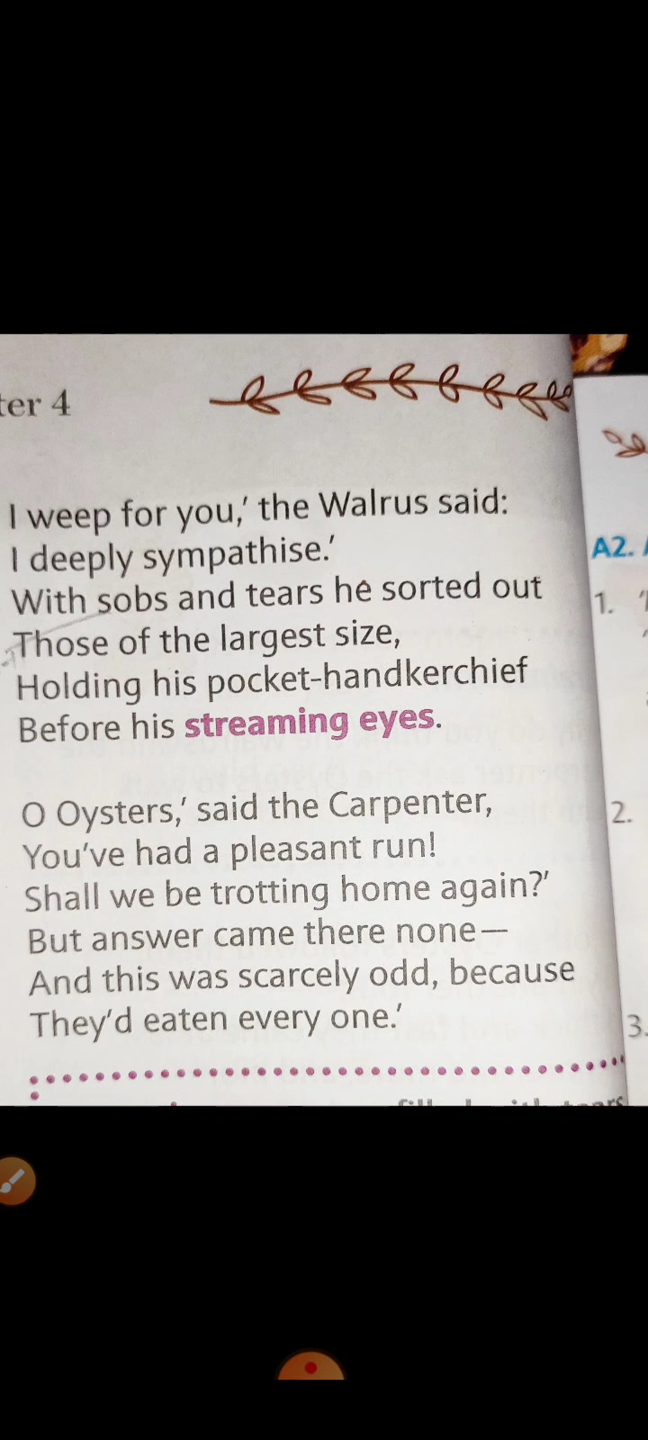 ter 4
I weep for you,' the Walrus said:
I deeply sympathise.'
With sobs and tears he sorted out
Those of the largest size,
Holding his pocket-handkerchief
Before his streaming eyes.
O Oysters,' said the Carpenter,
You've had a pleasant run!
Shall we be trotting home again?'
But answer came there none—
And this was scarcely odd, because
They'd eaten every one.'
A2.
1.
2.
3.